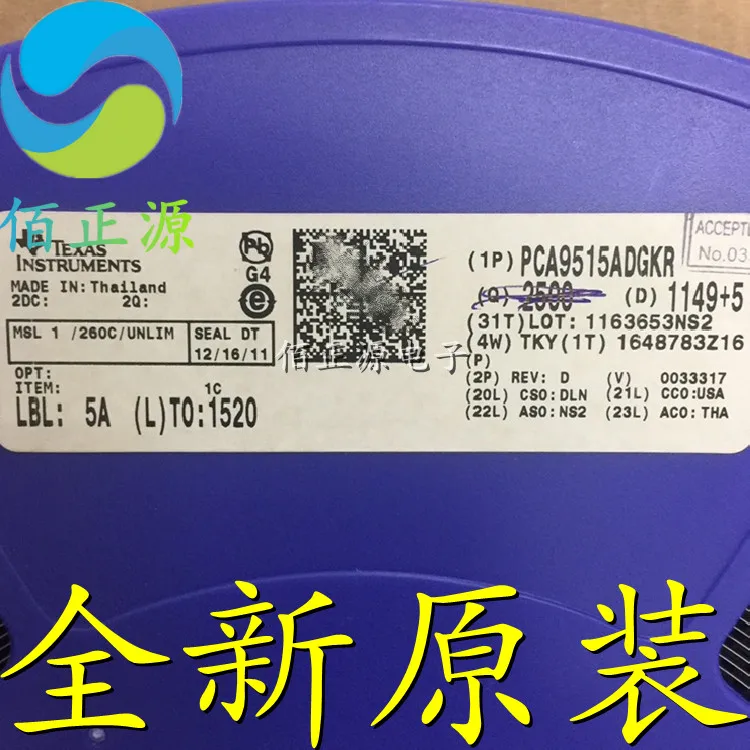 佰正源
TEXAS
INSTRUMENTS
MADE IN: Thailand
2DC: 2Q:
Pb
G4
e
MSL 1 /260C/UNLIM
SEAL DT
12/16/11
OPT:
ITEM: 1C
LBL: 5A (L)TO:1520
佰正源电子
ACCEPTE
No.03
(1P) PCA9515ADGKR
(Q) 2500 (D) 1149+5
(31T)LOT: 1163653NS2
(4W) TKY(1T) 1648783Z16
(P)
(2P) REV: D (V) 0033317
(20L) CSO:DLN (21L) CCO:USA
(22L) ASO:NS2 (23L) ACO:THA
全新原装